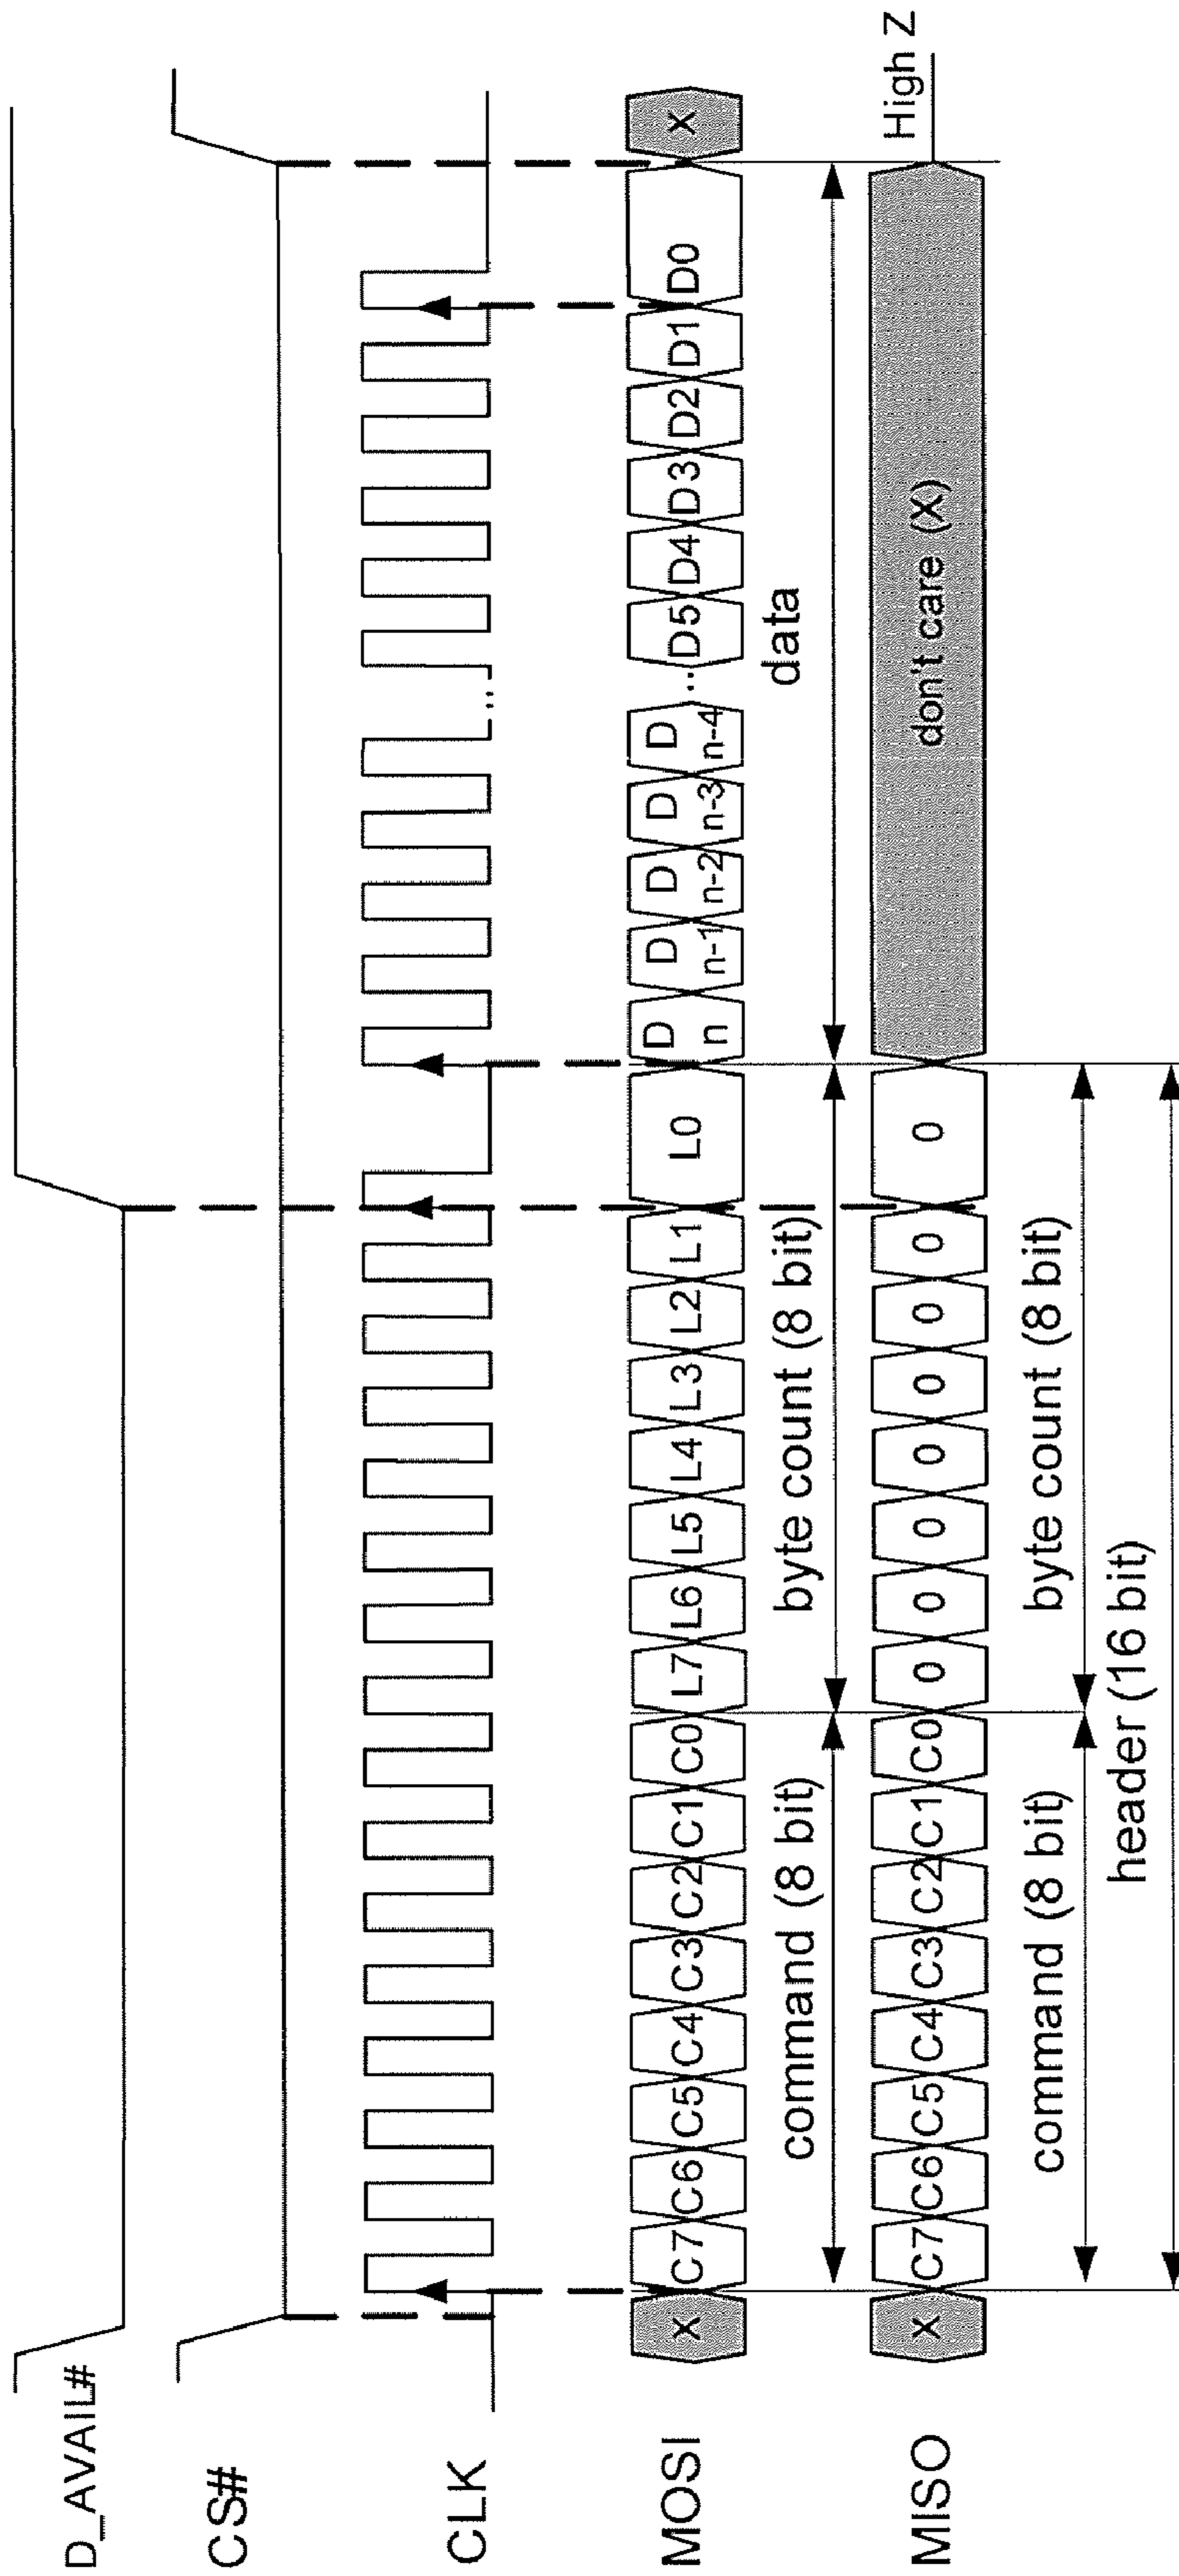 D_AVAIL#
CS#
CLK
MOSI
X C7 C6 C5 C4 C3 C2 C1 C0 L7 L6 L5 L4 L3 L2 L1 L0 D n D n-1 D n-2 D n-3 D n-4 ... D5 D4 D3 D2 D1 D0 X
command (8 bit) byte count (8 bit) data
MISO
X C7 C6 C5 C4 C3 C2 C1 C0 0 0 0 0 0 0 0 0 don't care (X) High Z
command (8 bit) byte count (8 bit)
header (16 bit)